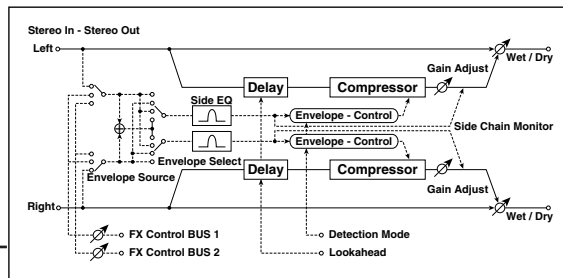 Stereo In - Stereo Out
Left
Wet / Dry
Gain Adjust
Side EQ
Delay
Compressor
Envelope - Control
Side Chain Monitor
Envelope - Control
Envelope Select
Envelope Source
Delay
Compressor
Gain Adjust
Right
Wet / Dry
FX Control BUS 1
Detection Mode
FX Control BUS 2
Lookahead